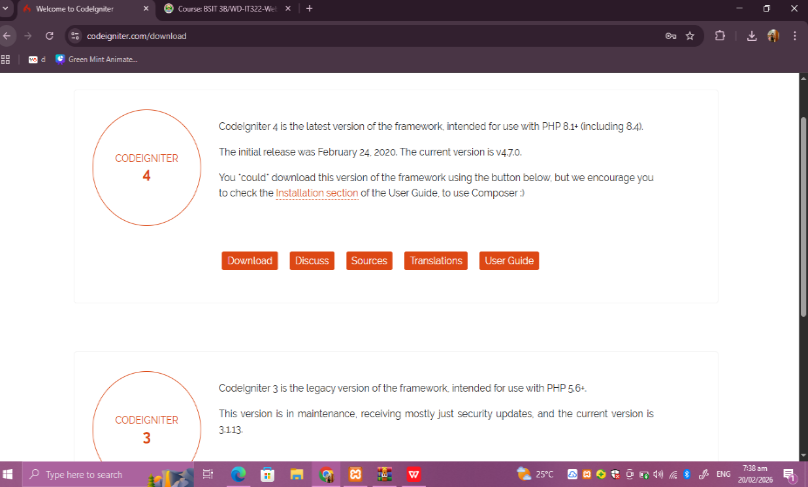 Welcome to CodeIgniter
Course: BSIT 3B/WD-IT322-Wel
codeigniter.com/download
d
Green Mint Animate...
CODEIGNITER
4
CodeIgniter 4 is the latest version of the framework, intended for use with PHP 8.1+ (including 8.4).
The initial release was February 24, 2020. The current version is v4.7.0.
You *could* download this version of the framework using the button below, but we encourage you
to check the Installation section of the User Guide, to use Composer :)
Download
Discuss
Sources
Translations
User Guide
CODEIGNITER
3
CodeIgniter 3 is the legacy version of the framework, intended for use with PHP 5.6+.
This version is in maintenance, receiving mostly just security updates, and the current version is
3.1.13.
Type here to search
25°C
ENG
7:38 am
20/02/2026